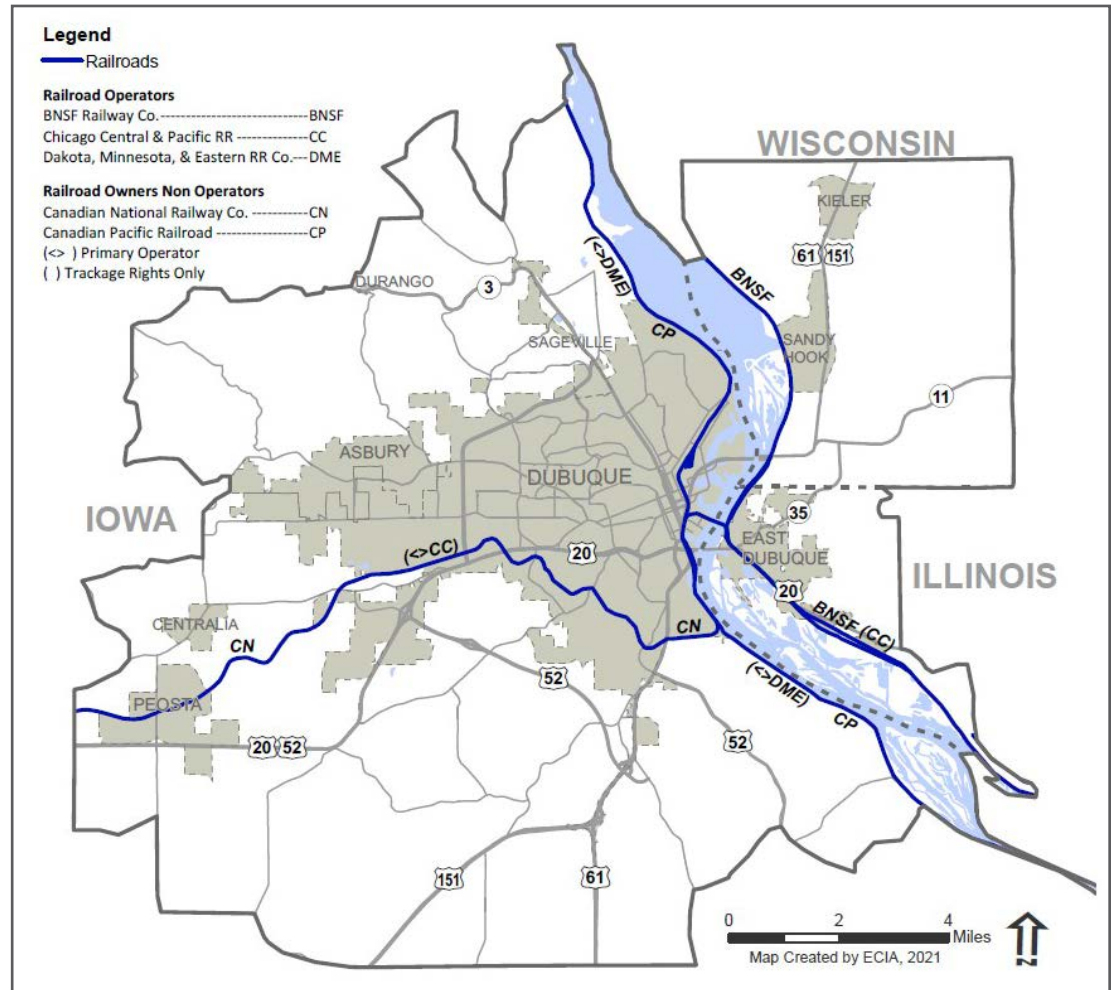 Legend
Railroads
Railroad Operators
BNSF Railway Co.-----------------------------BNSF
Chicago Central & Pacific RR --------------CC
Dakota, Minnesota, & Eastern RR Co.---DME
Railroad Owners Non Operators
Canadian National Railway Co. -----------CN
Canadian Pacific Railroad ------------------CP
(<> ) Primary Operator
( ) Trackage Rights Only
WISCONSIN
KIELER
61 151
(<>DME)
BNSF
DURANGO
3
CP
SAGEVILLE
SANDY
HOOK
11
ASBURY
DUBUQUE
IOWA
35
(<>CC)
20
EAST
DUBUQUE
ILLINOIS
20
BNSF (CC)
CENTRALIA
CN
CN
PEOSTA
52
(<>DME)
CP
20 52
52
151
61
0 2 4
Miles
Map Created by ECIA, 2021
N